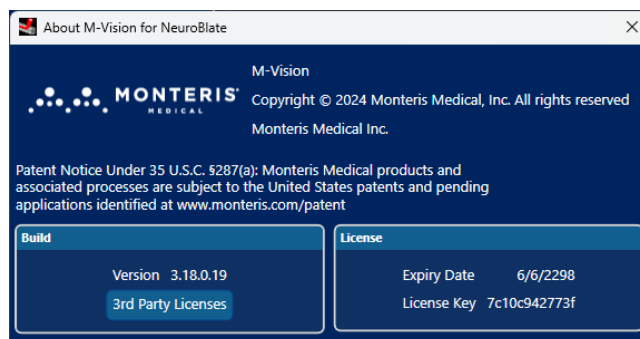 About M-Vision for NeuroBlate
MONTERIS
MEDICAL
M-Vision
Copyright © 2024 Monteris Medical, Inc. All rights reserved
Monteris Medical Inc.
Patent Notice Under 35 U.S.C. §287(a): Monteris Medical products and
associated processes are subject to the United States patents and pending
applications identified at www.monteris.com/patent
Build
Version 3.18.0.19
3rd Party Licenses
License
Expiry Date 6/6/2298
License Key 7c10c942773f